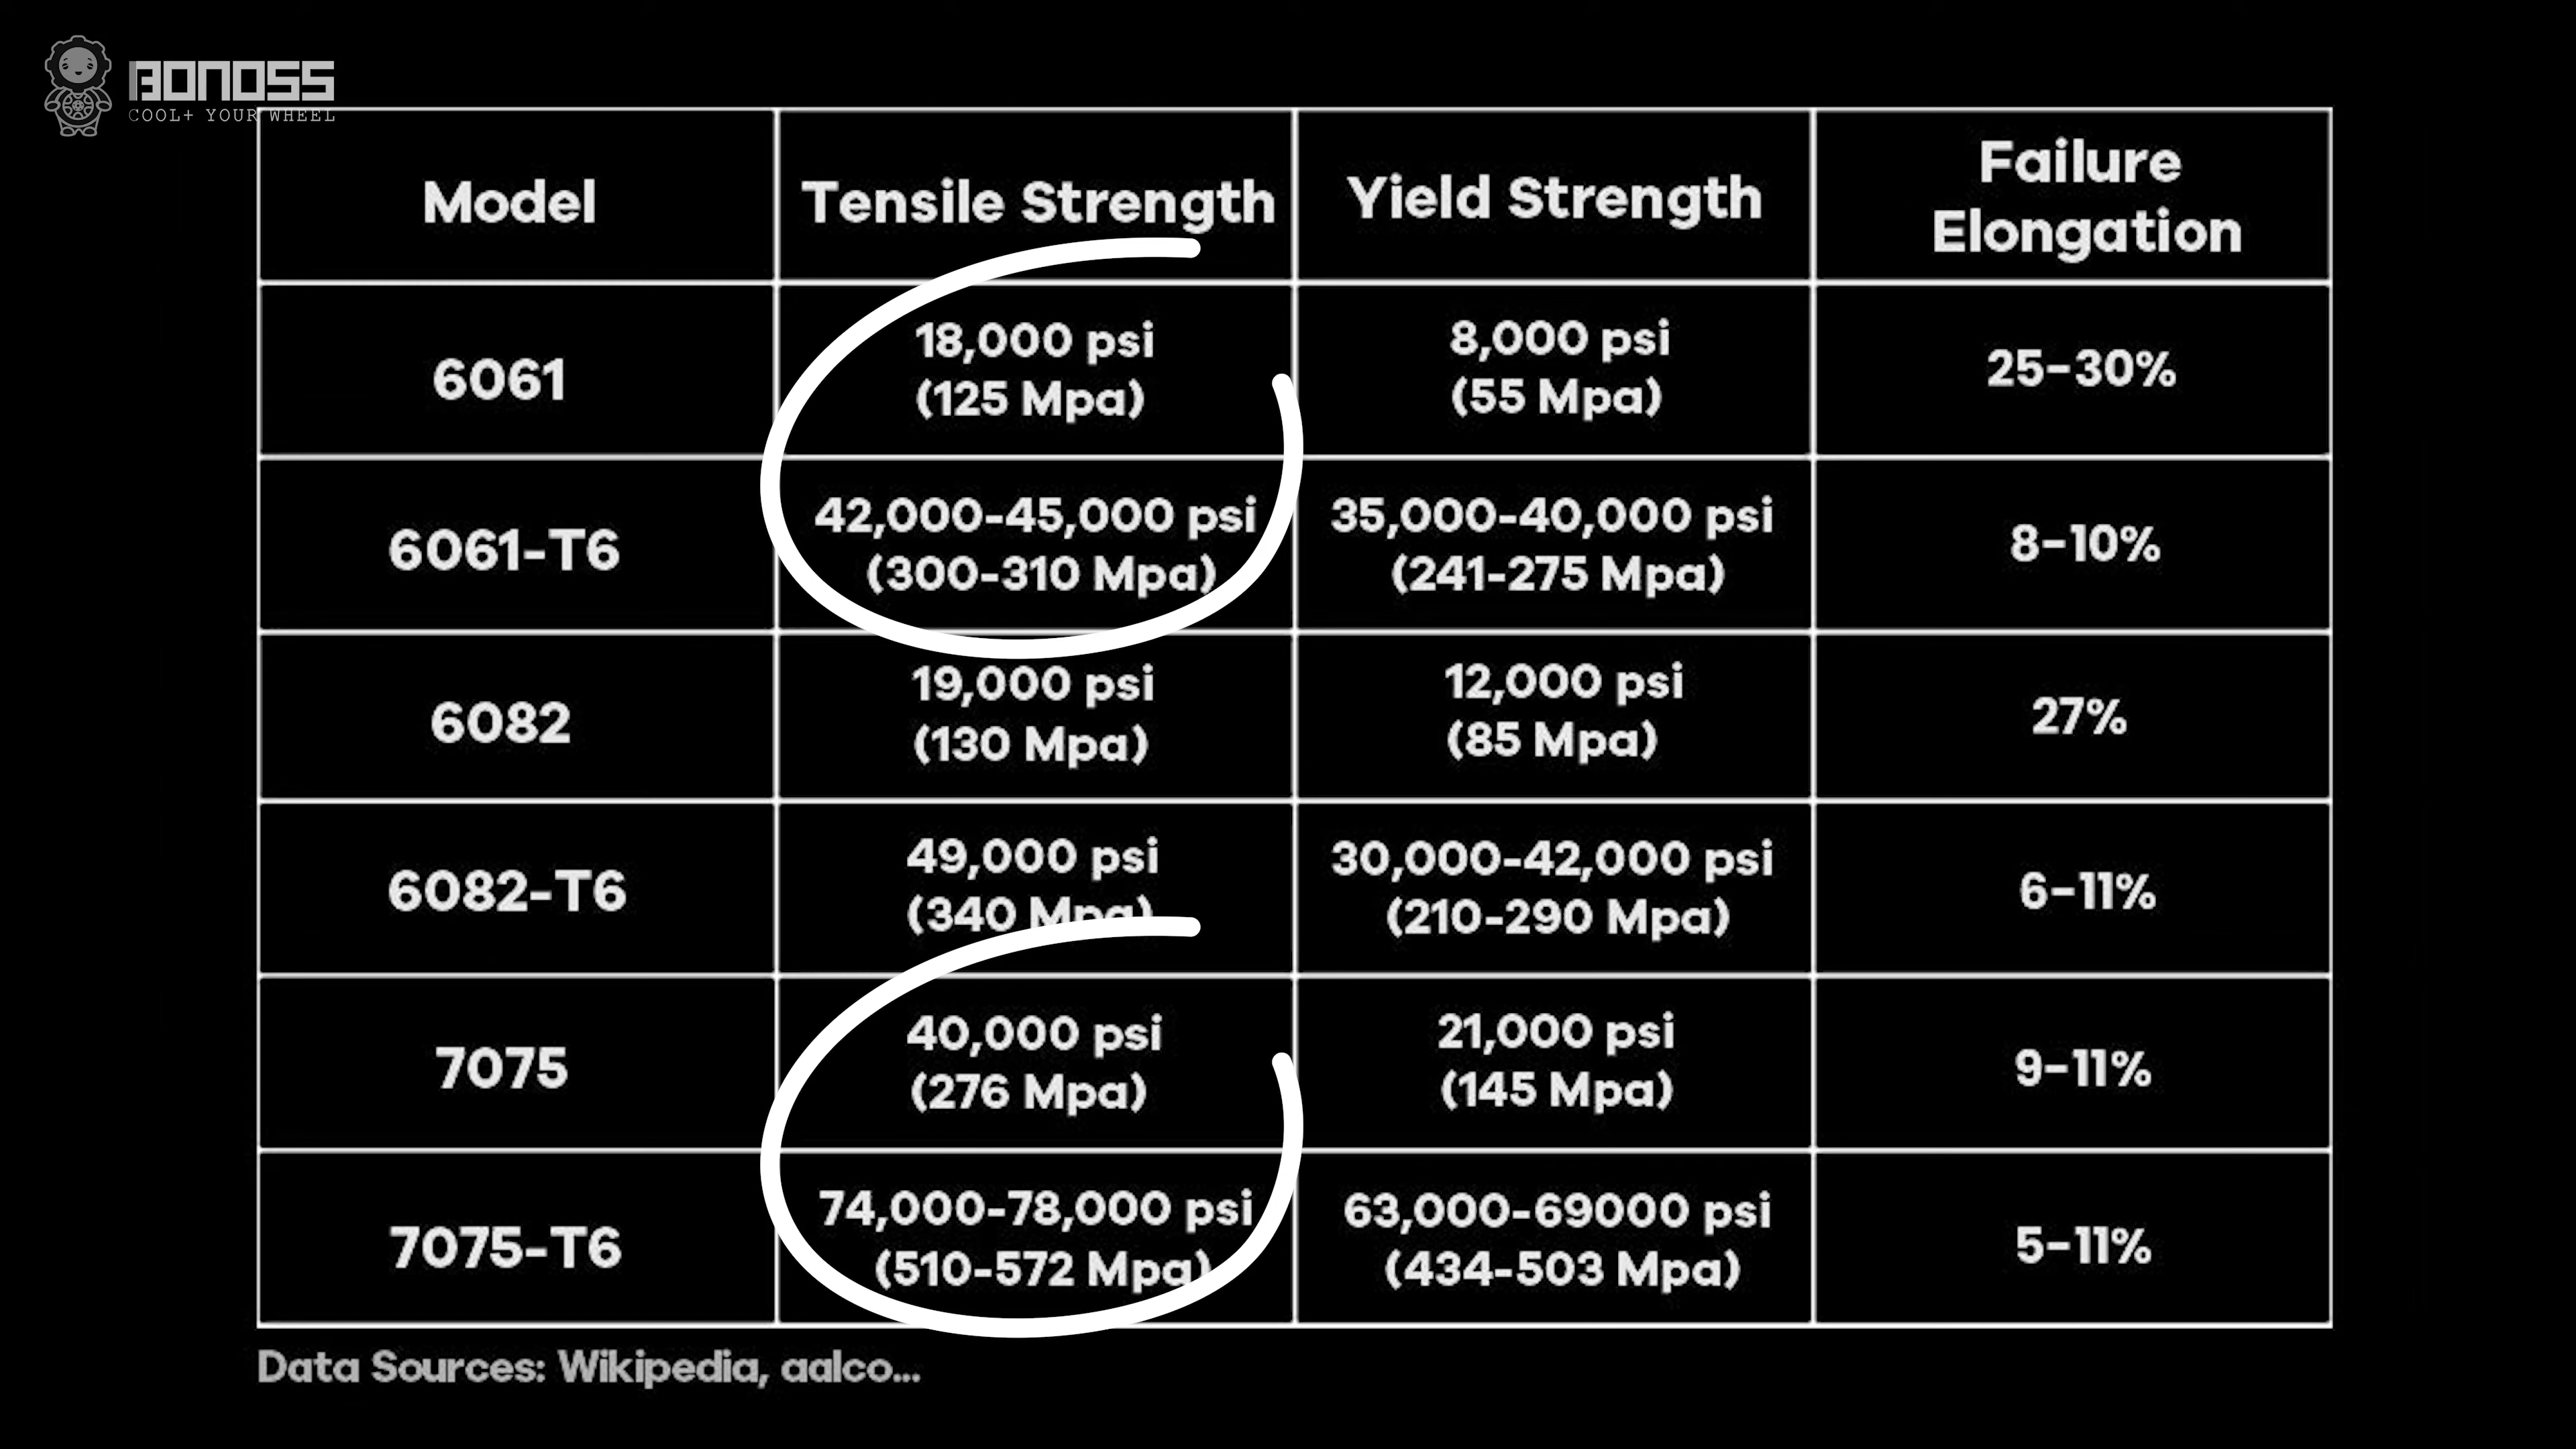 BONOSS
COOL+ YOUR WHEEL
Model
Tensile Strength
Yield Strength
Failure
Elongation
6061
18,000 psi
(125 Mpa)
8,000 psi
(55 Mpa)
25-30%
6061-T6
42,000-45,000 psi
(300-310 Mpa)
35,000-40,000 psi
(241-275 Mpa)
8-10%
6082
19,000 psi
(130 Mpa)
12,000 psi
(85 Mpa)
27%
6082-T6
49,000 psi
(340 Mpa)
30,000-42,000 psi
(210-290 Mpa)
6-11%
7075
40,000 psi
(276 Mpa)
21,000 psi
(145 Mpa)
9-11%
7075-T6
74,000-78,000 psi
(510-572 Mpa)
63,000-69000 psi
(434-503 Mpa)
5-11%
Data Sources: Wikipedia, aalco...